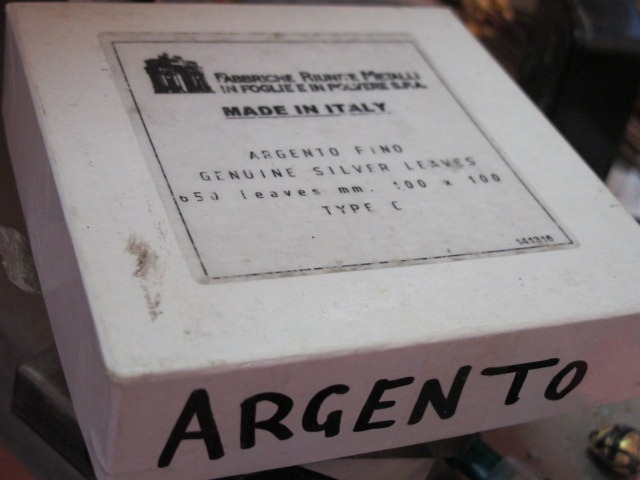 FABBRICHE RIUNITE METALLI
IN FOGLIE E IN POLVERE S.P.A.
MADE IN ITALY
ARGENTO FINO
GENUINE SILVER LEAVES
650 leaves mm. 100 x 100
TYPE C
ARGENTO